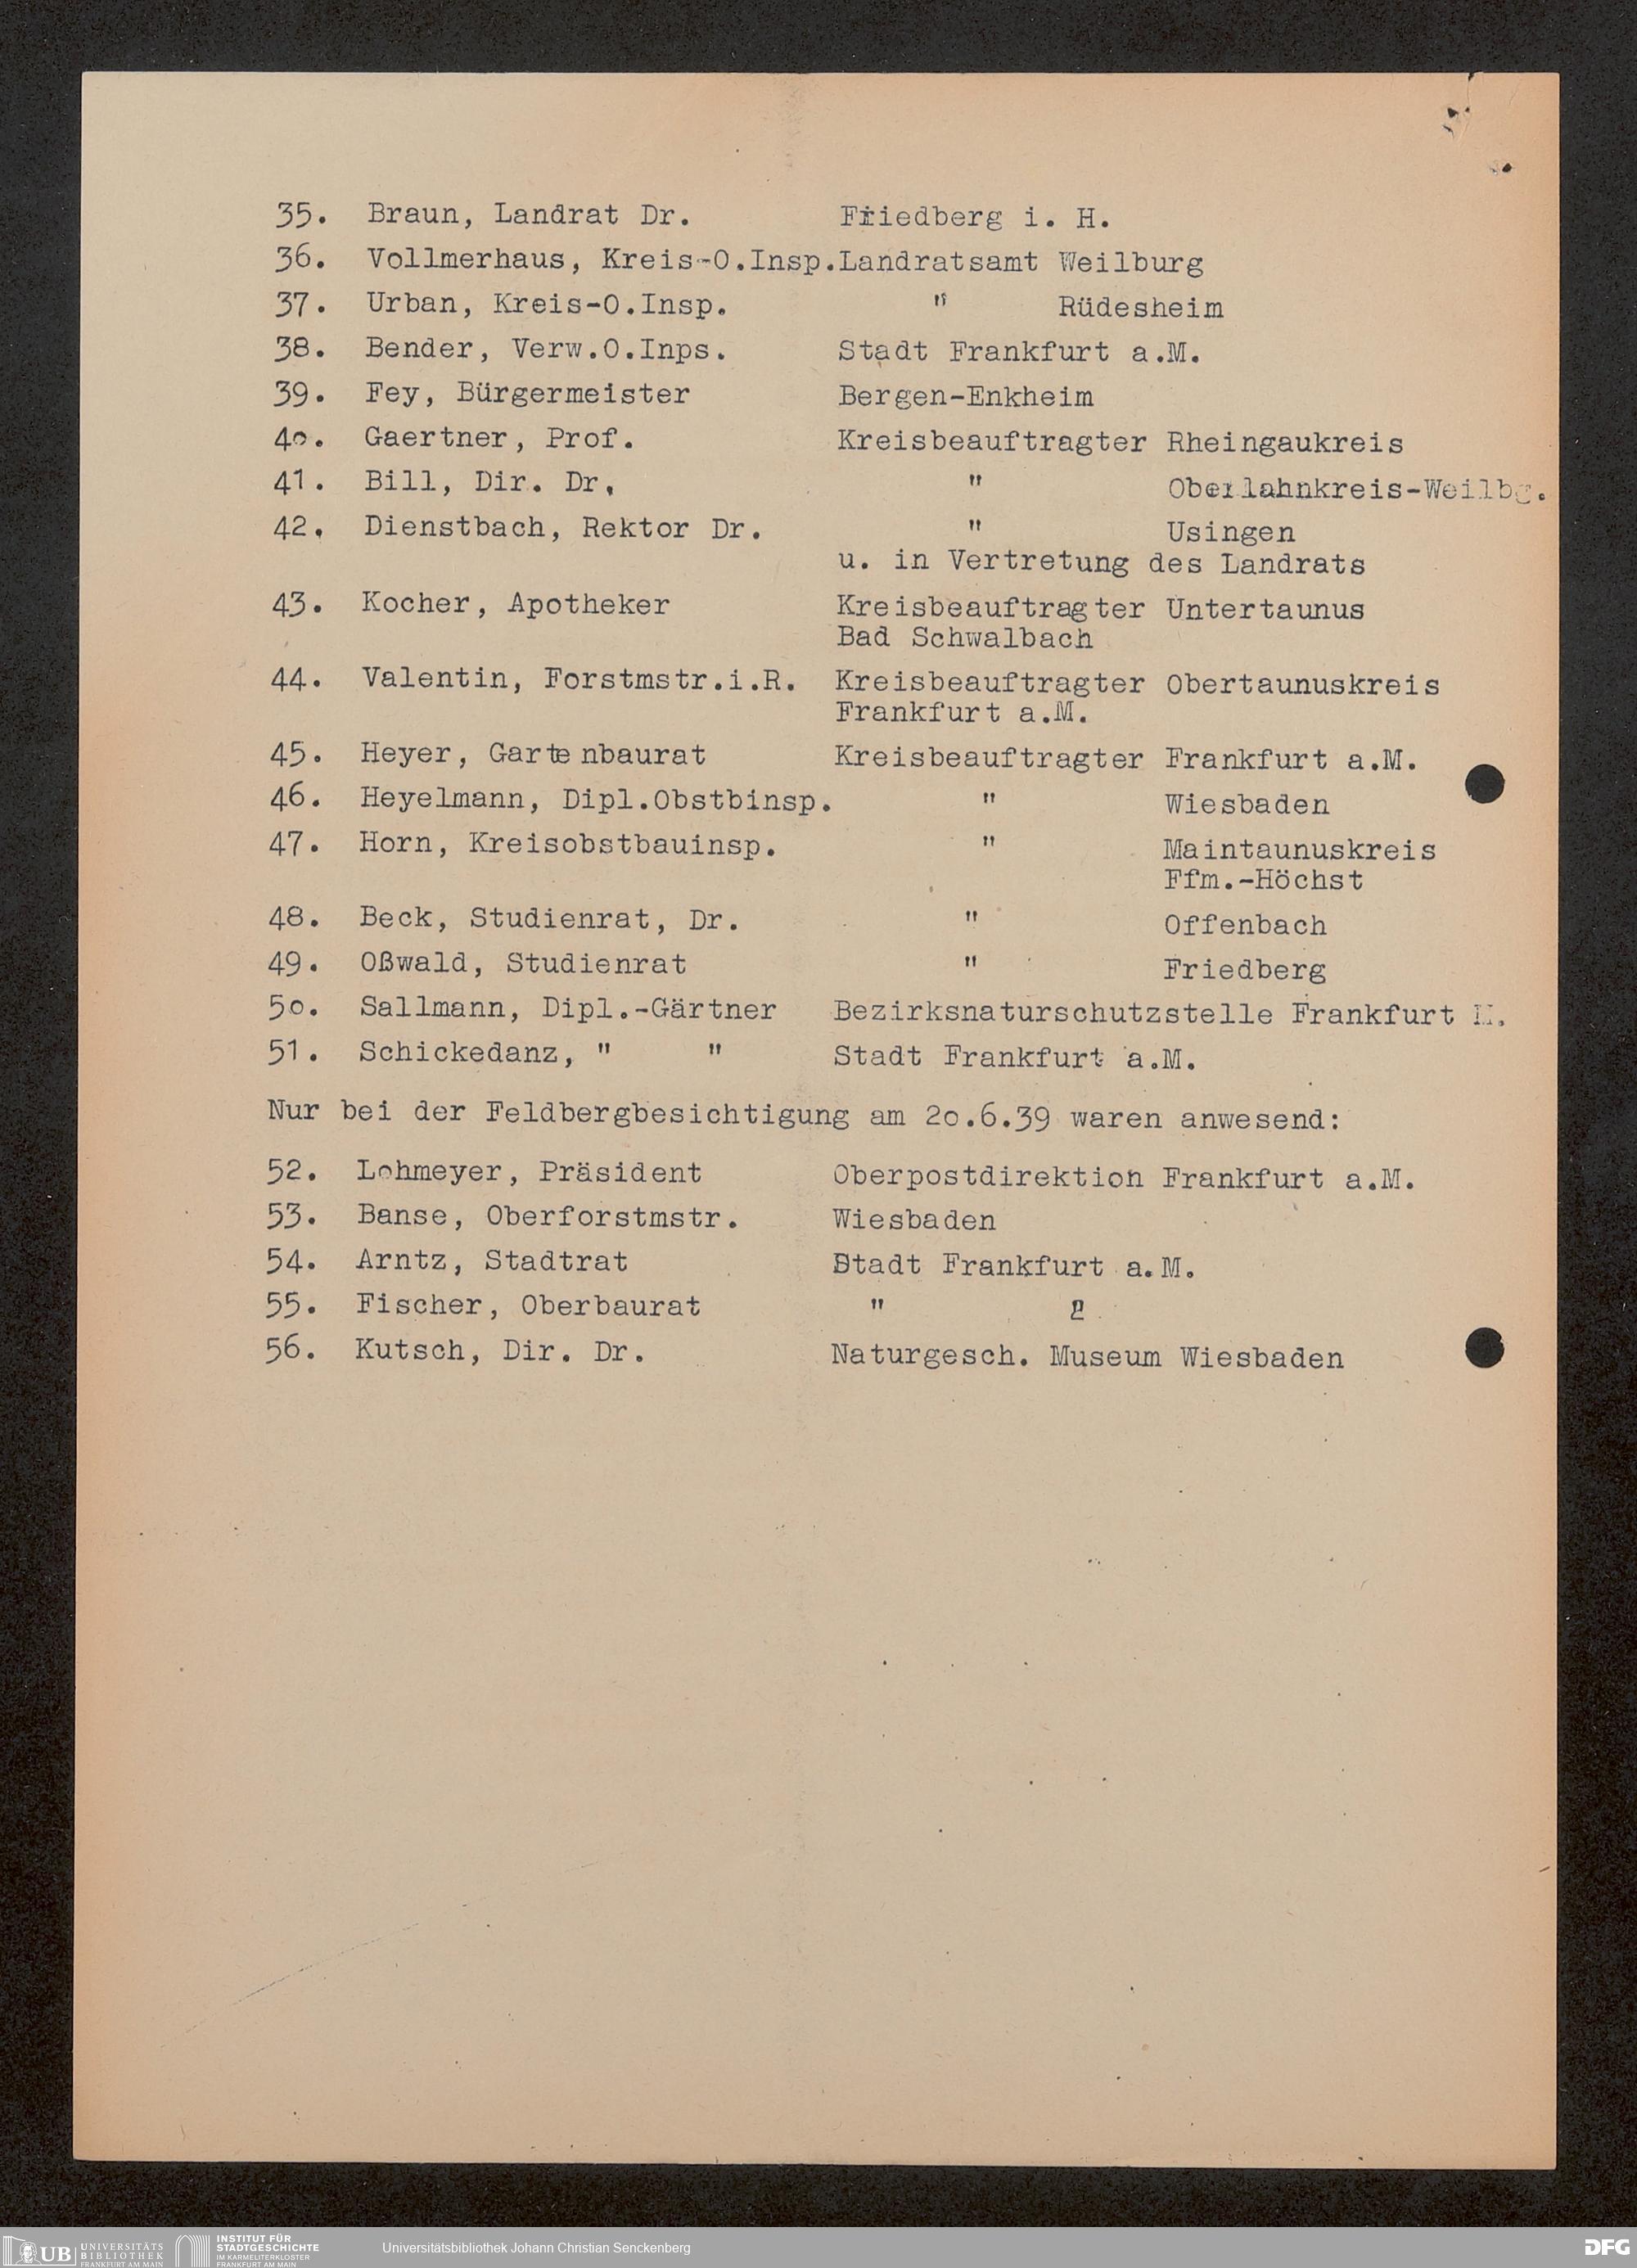 35. Braun, Landrat Dr. Friedberg i. H.
36. Vollmerhaus, Kreis-O.Insp. Landratsamt Weilburg
37. Urban, Kreis-O.Insp. " Rüdesheim
38. Bender, Verw.O.Inps. Stadt Frankfurt a.M.
39. Fey, Bürgermeister Bergen-Enkheim
4o. Gaertner, Prof. Kreisbeauftragter Rheingaukreis
41. Bill, Dir. Dr. " Oberlahnkreis-Weilbg.
42. Dienstbach, Rektor Dr. " Usingen
u. in Vertretung des Landrats
43. Kocher, Apotheker Kreisbeauftragter Untertaunus
Bad Schwalbach
44. Valentin, Forstmstr.i.R. Kreisbeauftragter Obertaunuskreis
Frankfurt a.M.
45. Heyer, Gartenbaurat Kreisbeauftragter Frankfurt a.M.
46. Heyelmann, Dipl.Obstbinsp. " Wiesbaden
47. Horn, Kreisobstbauinsp. " Maintaunuskreis
Ffm.-Höchst
48. Beck, Studienrat, Dr. " Offenbach
49. Oßwald, Studienrat " Friedberg
5o. Sallmann, Dipl.-Gärtner Bezirksnaturschutzstelle Frankfurt M.
51. Schickedanz, " " Stadt Frankfurt a.M.
Nur bei der Feldbergbesichtigung am 2o.6.39 waren anwesend:
52. Lohmeyer, Präsident Oberpostdirektion Frankfurt a.M.
53. Banse, Oberforstmstr. Wiesbaden
54. Arntz, Stadtrat Stadt Frankfurt a.M.
55. Fischer, Oberbaurat " 2
56. Kutsch, Dir. Dr. Naturgesch. Museum Wiesbaden
UB UNIVERSITÄTS BIBLIOTHEK FRANKFURT AM MAIN
INSTITUT FÜR STADTGESCHICHTE IM KARMELITERKLOSTER FRANKFURT AM MAIN
Universitätsbibliothek Johann Christian Senckenberg
DFG